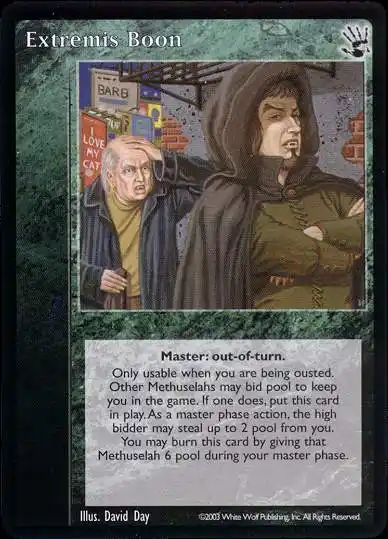 Extremis Boon
BARB
I
LOVE
MY
CAT
Master: out-of-turn.
Only usable when you are being ousted.
Other Methuselahs may bid pool to keep
you in the game. If one does, put this card
in play. As a master phase action, the high
bidder may steal up to 2 pool from you.
You may burn this card by giving that
Methuselah 6 pool during your master phase.
Illus. David Day
©2003 White Wolf Publishing, Inc. All Rights Reserved.